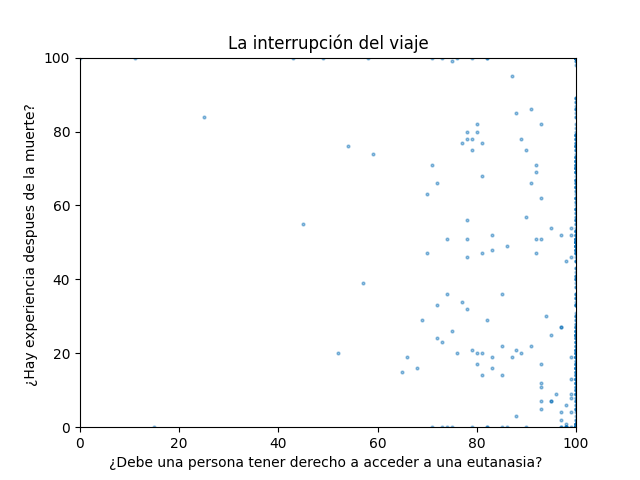 La interrupción del viaje
100
80
60
40
20
0
¿Hay experiencia despues de la muerte?
0 20 40 60 80 100
¿Debe una persona tener derecho a acceder a una eutanasia?